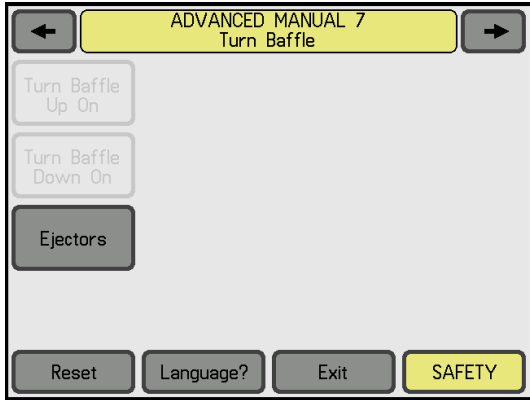 ADVANCED MANUAL 7
Turn Baffle
Turn Baffle
Up On
Turn Baffle
Down On
Ejectors
Reset
Language?
Exit
SAFETY